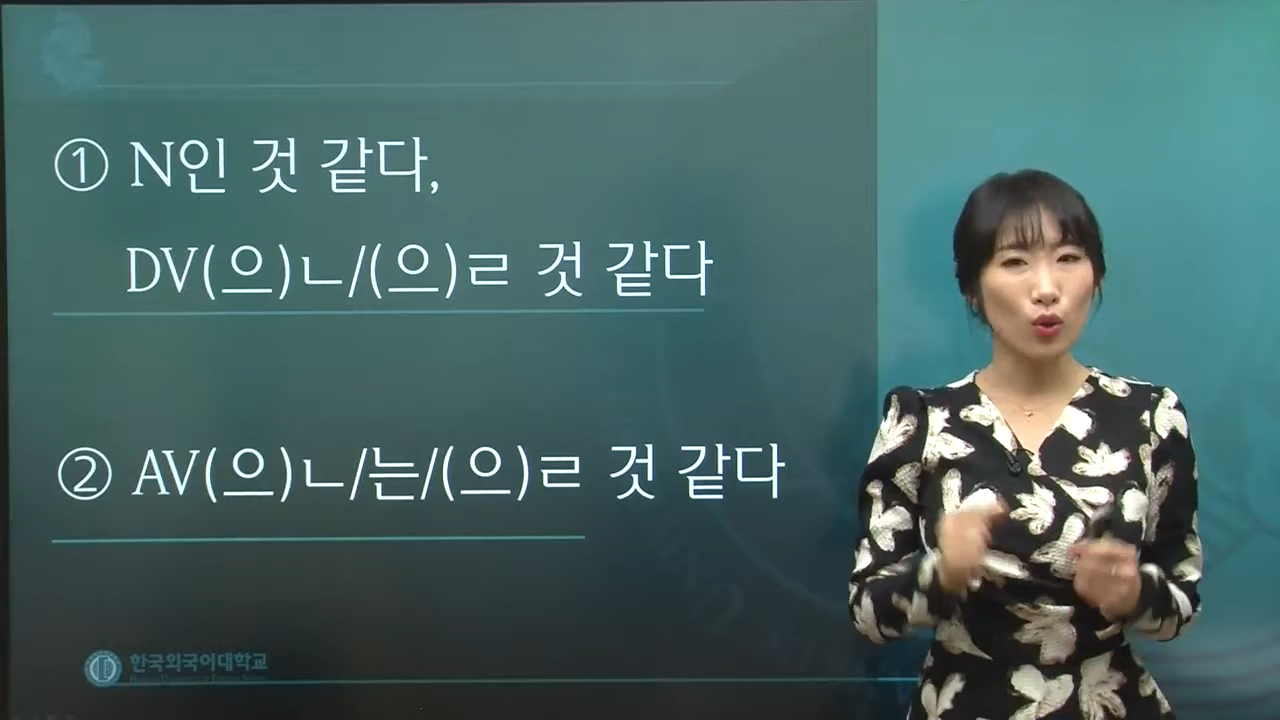 ① N인 것 같다,
DV(으)ㄴ/(으)ㄹ 것 같다
② AV(으)ㄴ/는/(으)ㄹ 것 같다
한국외국어대학교